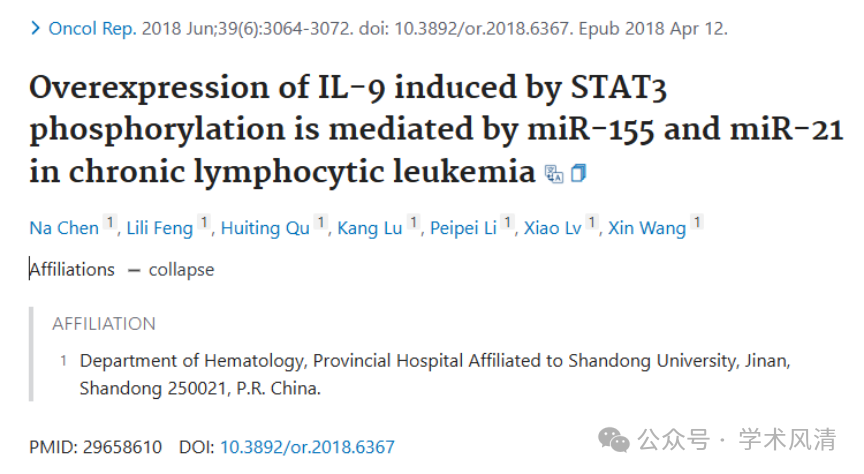 Oncol Rep. 2018 Jun;39(6):3064-3072. doi: 10.3892/or.2018.6367. Epub 2018 Apr 12.
Overexpression of IL-9 induced by STAT3
phosphorylation is mediated by miR-155 and miR-21
in chronic lymphocytic leukemia
Na Chen 1, Lili Feng 1, Huiting Qu 1, Kang Lu 1, Peipei Li 1, Xiao Lv 1, Xin Wang 1
Affiliations — collapse
AFFILIATION
1 Department of Hematology, Provincial Hospital Affiliated to Shandong University, Jinan,
Shandong 250021, P.R. China.
PMID: 29658610 DOI: 10.3892/or.2018.6367
公众号 · 学术风清